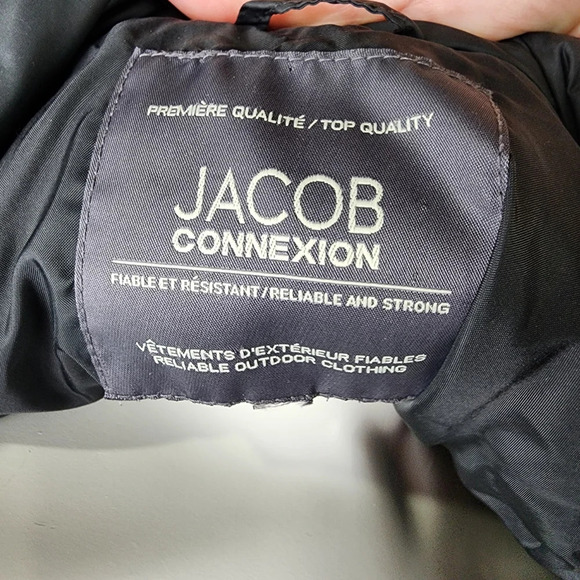 PREMIÈRE QUALITÉ / TOP QUALITY
JACOB
CONNEXION
FIABLE ET RÉSISTANT/RELIABLE AND STRONG
VÊTEMENTS D'EXTÉRIEUR FIABLES
RELIABLE OUTDOOR CLOTHING